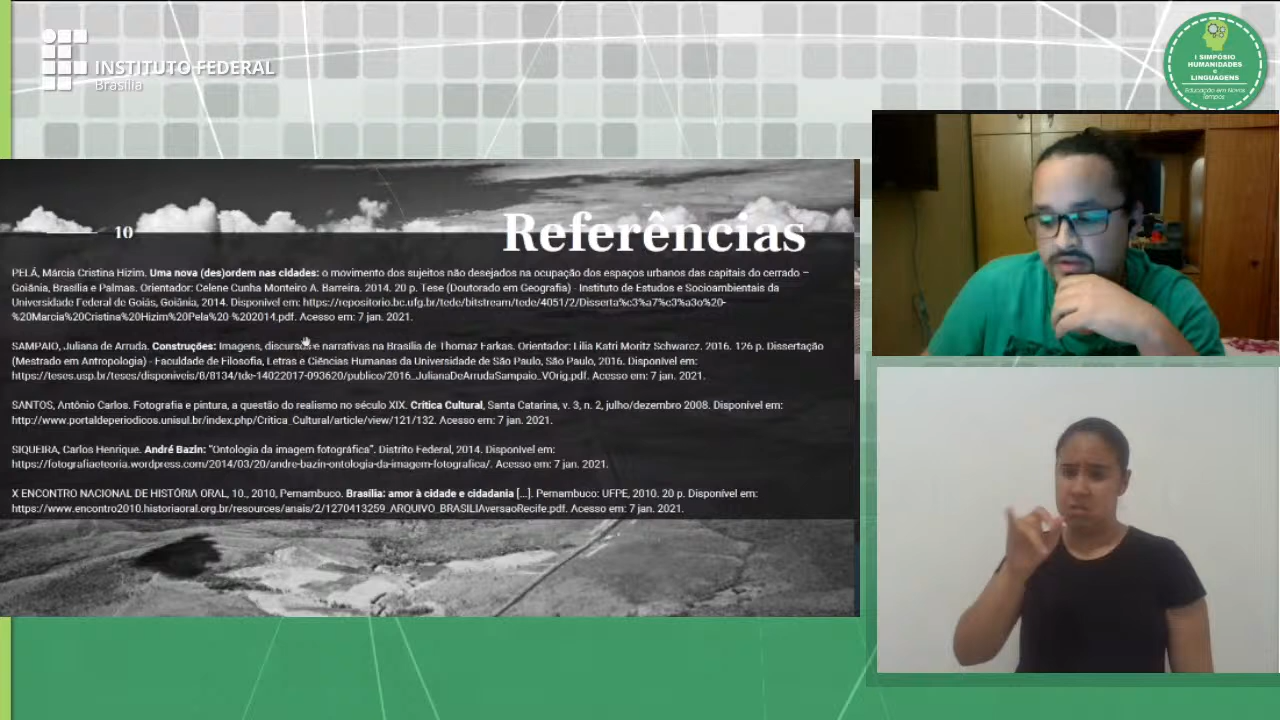 INSTITUTO FEDERAL
Brasília
I SIMPÓSIO
HUMANIDADES
e
LINGUAGENS
Educação em Novos
Tempos
10
Referências
PELÁ, Márcia Cristina Hizim. Uma nova (des)ordem nas cidades: o movimento dos sujeitos não desejados na ocupação dos espaços urbanos das capitais do cerrado –
Goiânia, Brasília e Palmas. Orientador: Celene Cunha Monteiro A. Barreira. 2014. 20 p. Tese (Doutorado em Geografia) - Instituto de Estudos e Socioambientais da
Universidade Federal de Goiás, Goiânia, 2014. Disponível em: https://repositorio.bc.ufg.br/tede/bitstream/tede/4051/2/Disserta%c3%a7%c3%a3o%20-
%20Marcia%20Cristina%20Hizim%20Pela%20 %202014.pdf. Acesso em: 7 jan. 2021.
SAMPAIO, Juliana de Arruda. Construções: Imagens, discursos e narrativas na Brasília de Thomaz Farkas. Orientador: Lilia Katri Moritz Schwarcz. 2016. 126 p. Dissertação
(Mestrado em Antropologia) - Faculdade de Filosofia, Letras e Ciências Humanas da Universidade de São Paulo, São Paulo, 2016. Disponível em:
https://teses.usp.br/teses/disponiveis/8/8134/tde-14022017-093620/publico/2016_JulianaDeArrudaSampaio_VOrig.pdf. Acesso em: 7 jan. 2021.
SANTOS, Antônio Carlos. Fotografia e pintura, a questão do realismo no século XIX. Crítica Cultural, Santa Catarina, v. 3, n. 2, julho/dezembro 2008. Disponível em:
http://www.portaldeperiodicos.unisul.br/index.php/Critica_Cultural/article/view/121/132. Acesso em: 7 jan. 2021.
SIQUEIRA, Carlos Henrique. André Bazin: "Ontologia da imagem fotográfica". Distrito Federal, 2014. Disponível em:
https://fotografiaeteoria.wordpress.com/2014/03/20/andre-bazin-ontologia-da-imagem-fotografica/. Acesso em: 7 jan. 2021.
X ENCONTRO NACIONAL DE HISTÓRIA ORAL, 10., 2010, Pernambuco. Brasília: amor à cidade e cidadania [...]. Pernambuco: UFPE, 2010. 20 p. Disponível em:
https://www.encontro2010.historiaoral.org.br/resources/anais/2/1270413259_ARQUIVO_BRASILIAversaoRecife.pdf. Acesso em: 7 jan. 2021.